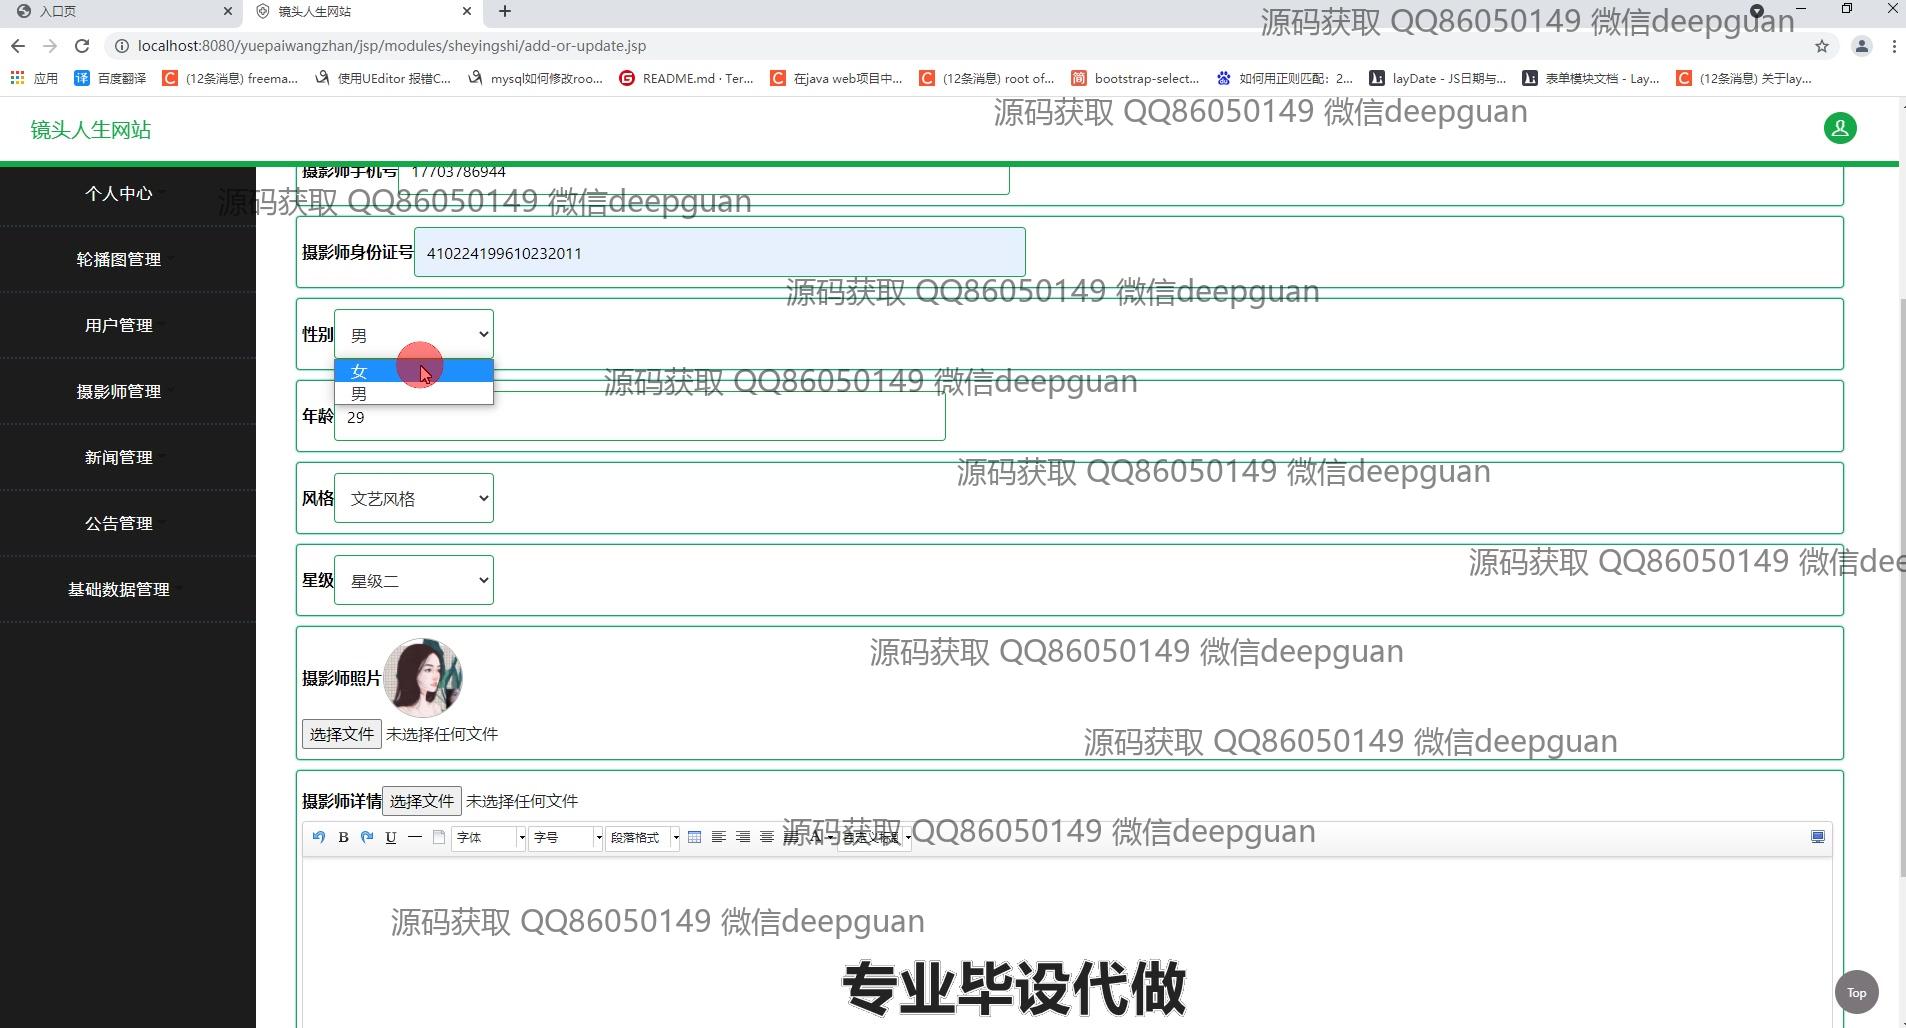 入口页
镜头人生网站
源码获取 QQ86050149 微信deepguan
localhost:8080/yuepaiwangzhan/jsp/modules/sheyingshi/add-or-update.jsp
应用 百度翻译 (12条消息) freema... 使用UEditor 报错C... mysql如何修改roo... README.md · Ter... 在java web项目中... (12条消息) root of... bootstrap-select... 如何用正则匹配：2... layDate - JS日期与... 表单模块文档 - Lay... (12条消息) 关于lay...
源码获取 QQ86050149 微信deepguan
镜头人生网站
摄影师手机号 17703786944
个人中心
源码获取 QQ86050149 微信deepguan
摄影师身份证号 410224199610232011
轮播图管理
源码获取 QQ86050149 微信deepguan
用户管理
性别 男
女
源码获取 QQ86050149 微信deepguan
男
摄影师管理
年龄 29
新闻管理
源码获取 QQ86050149 微信deepguan
风格 文艺风格
公告管理
源码获取 QQ86050149 微信dee
星级 星级二
基础数据管理
源码获取 QQ86050149 微信deepguan
摄影师照片
选择文件 未选择任何文件
源码获取 QQ86050149 微信deepguan
摄影师详情 选择文件 未选择任何文件
B U 字体 字号 段落格式 A 自定义标题
源码获取 QQ86050149 微信deepguan
源码获取 QQ86050149 微信deepguan
专业毕设代做
Top